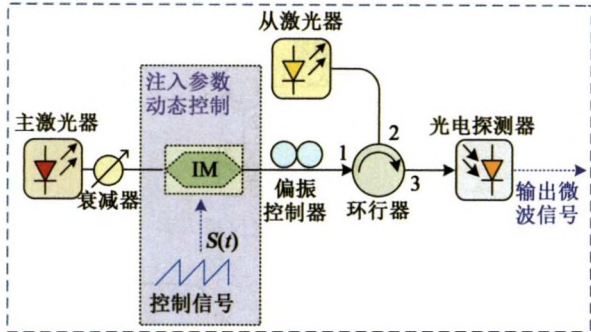 从激光器
注入参数
动态控制
主激光器
光电探测器
2
1
IM
3
衰减器
偏振
控制器
环行器
输出微
波信号
S(t)
控制信号